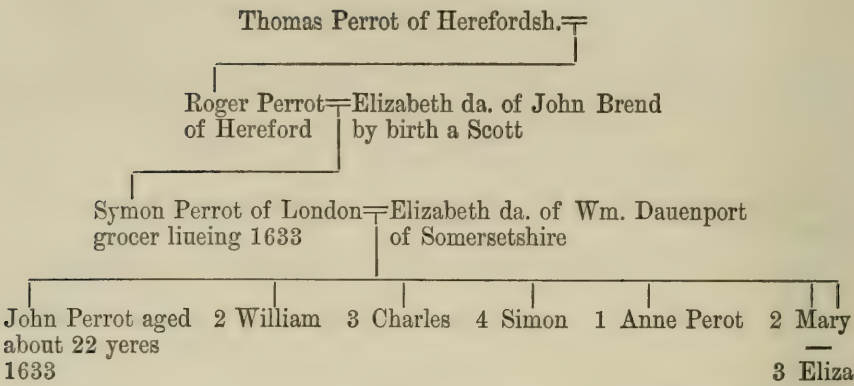 Thomas Perrot of Herefordsh.
Roger Perrot Elizabeth da. of John Brend
of Hereford by birth a Scott
Symon Perrot of London Elizabeth da. of Wm. Dauenport
grocer liueing 1633 of Somersetshire
John Perrot aged 2 William 3 Charles 4 Simon 1 Anne Perot 2 Mary
about 22 yeres
1633 3 Eliza